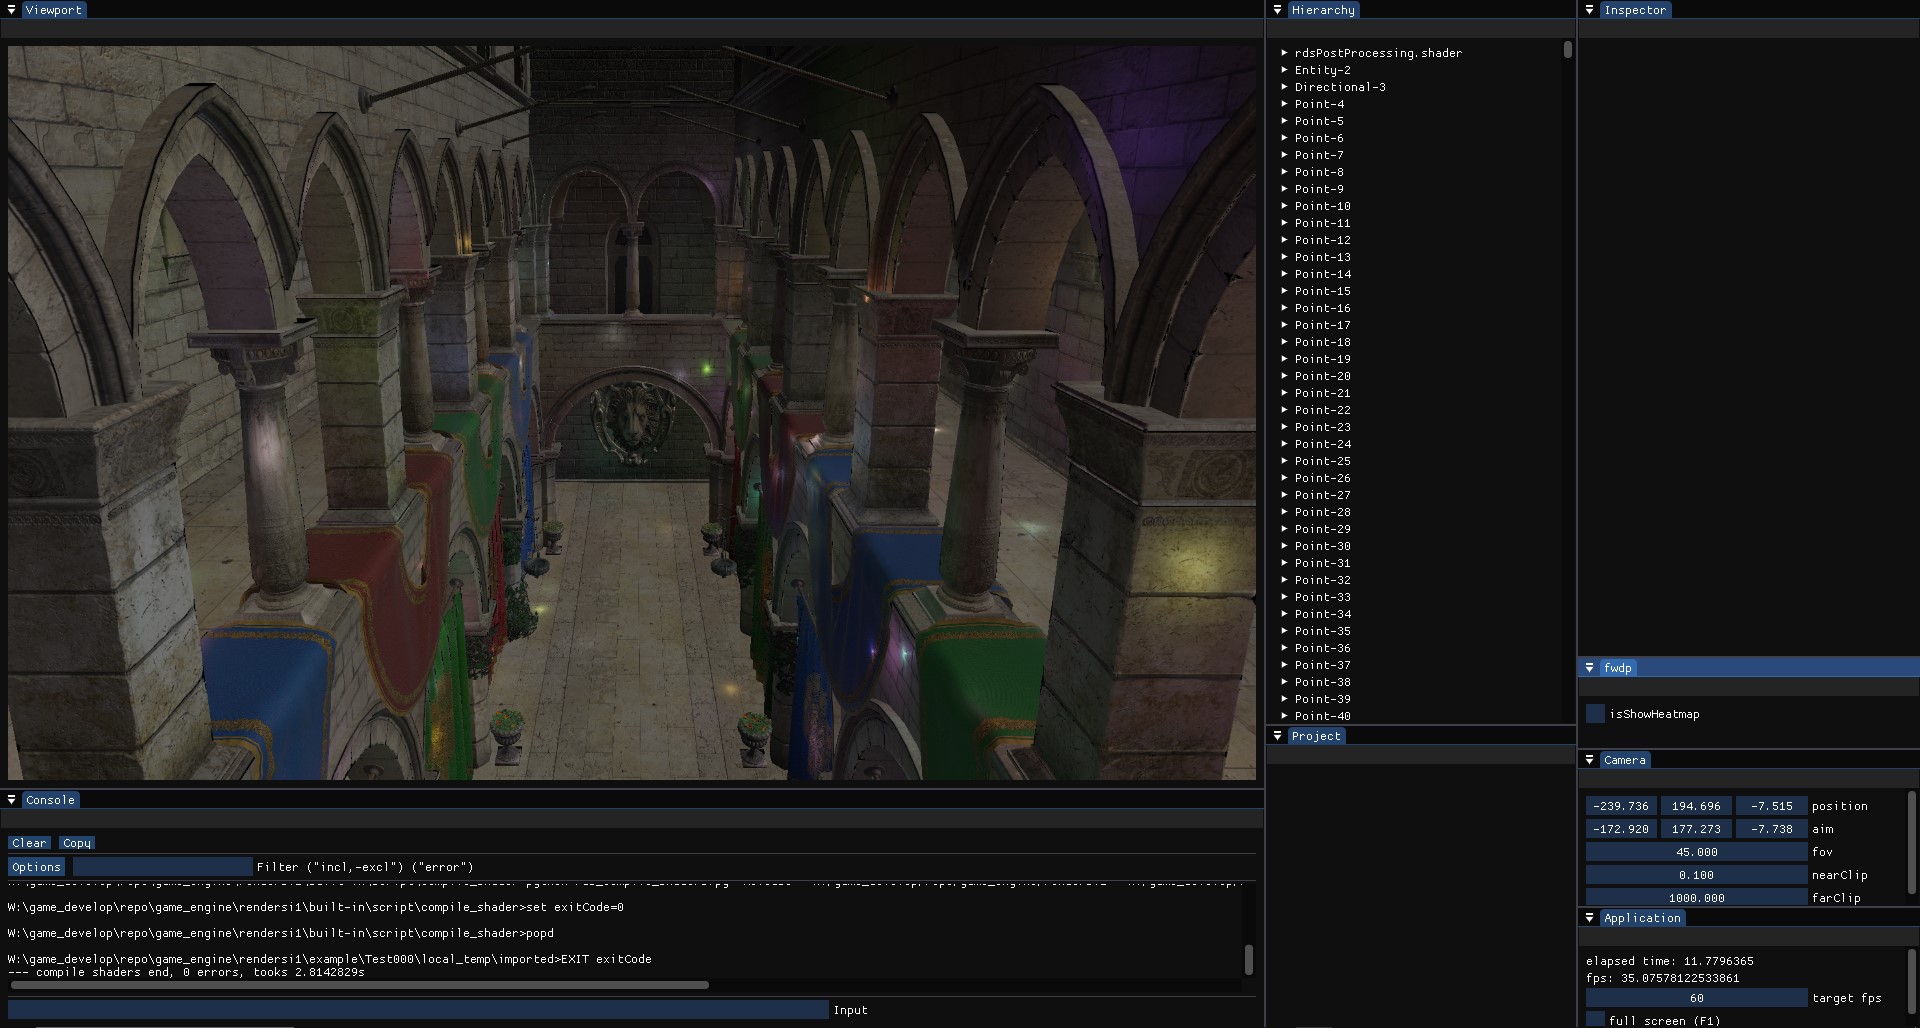 Viewport
Hierarchy
rdsPostProcessing.shader
Entity-2
Directional-3
Point-4
Point-5
Point-6
Point-7
Point-8
Point-9
Point-10
Point-11
Point-12
Point-13
Point-14
Point-15
Point-16
Point-17
Point-18
Point-19
Point-20
Point-21
Point-22
Point-23
Point-24
Point-25
Point-26
Point-27
Point-28
Point-29
Point-30
Point-31
Point-32
Point-33
Point-34
Point-35
Point-36
Point-37
Point-38
Point-39
Point-40
Project
Inspector
fwdp
isShowHeatmap
Camera
-239.736 194.696 -7.515 position
-172.920 177.273 -7.738 aim
45.000 fov
0.100 nearClip
1000.000 farClip
Application
elapsed time: 11.7796365
fps: 35.07578122533861
60 target fps
full screen (F1)
Console
Clear Copy
Options Filter ("incl,-excl") ("error")
W:\game_develop\repo\game_engine\rendersi1\built-in\script\compile_shader>set exitCode=0
W:\game_develop\repo\game_engine\rendersi1\built-in\script\compile_shader>popd
W:\game_develop\repo\game_engine\rendersi1\example\Test000\local_temp\imported>EXIT exitCode
--- compile shaders end, 0 errors, tooks 2.8142829s
Input